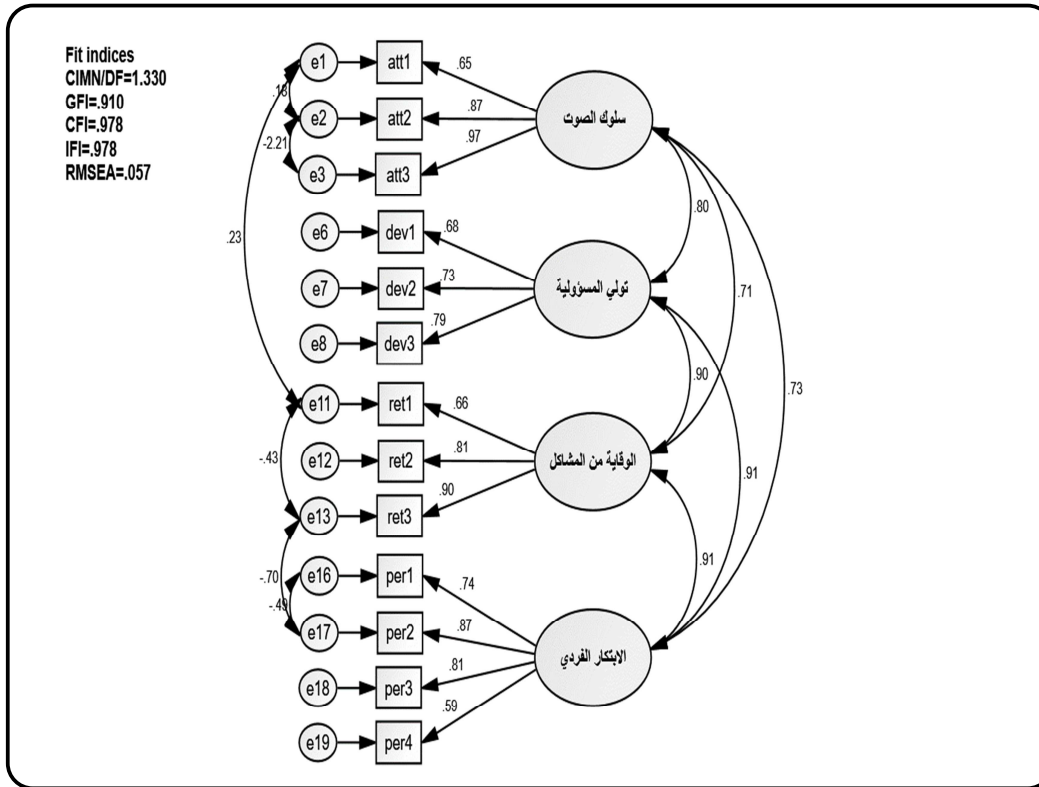 Fit indices
CIMN/DF=1.330
GFI=.910
CFI=.978
IFI=.978
RMSEA=.057
e1
att1
.65
.18
e2
att2
.87
سلوك الصوت
-2.21
.97
e3
att3
.80
e6
dev1
.68
.23
e7
dev2
.73
تولي المسؤولية
.71
e8
dev3
.79
.90
.73
e11
ret1
.66
-.43
e12
ret2
.81
الوقاية من المشاكل
.91
e13
ret3
.90
.91
-.70
e16
per1
.74
-.49
e17
per2
.87
الابتكار الفردي
e18
per3
.81
.59
e19
per4